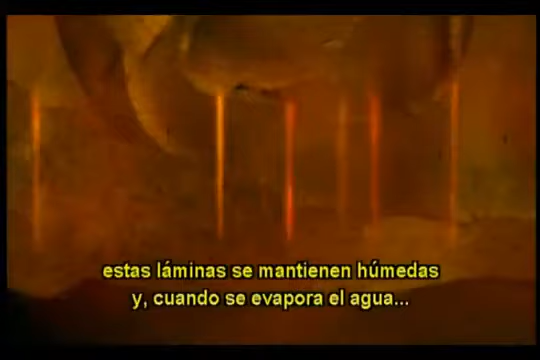 estas láminas se mantienen húmedas
y, cuando se evapora el agua...